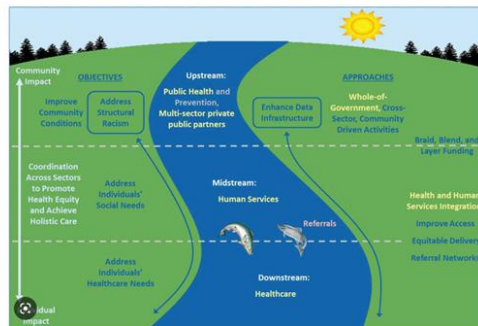 Community
Impact
OBJECTIVES
Improve
Community
Conditions
Address
Structural
Racism
Upstream:
Public Health and
Prevention,
Multi-sector private
public partners
APPROACHES
Enhance Data
Infrastructure
Whole-of-
Government, Cross-
Sector, Community
Driven Activities
Braid, Blend, and
Layer Funding
Coordination
Across Sectors
to Promote
Health Equity
and Achieve
Holistic Care
Address
Individuals'
Social Needs
Midstream:
Human Services
Health and Human
Services Integration
Referrals
Improve Access
Equitable Delivery
Referral Networks
Address
Individuals'
Healthcare Needs
Downstream:
Healthcare
Impact